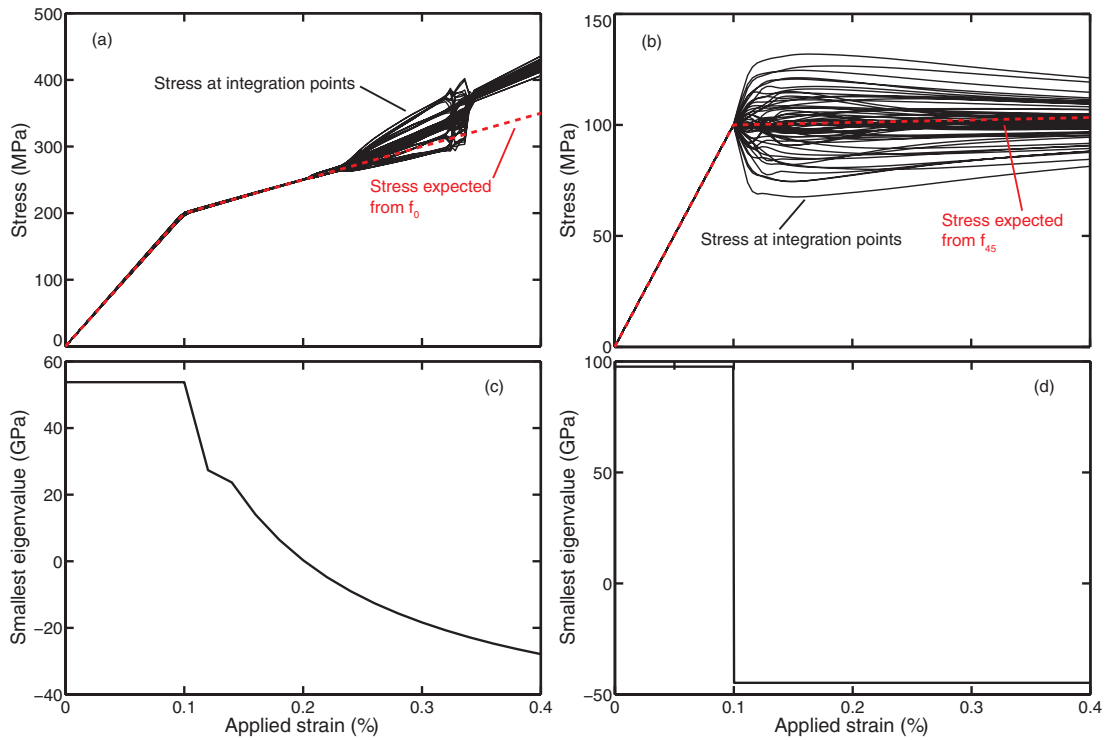 (a)
500
400
300
200
100
0
Stress (MPa)
Stress at integration points
Stress expected
from f0
(b)
150
100
50
0
Stress (MPa)
Stress at integration points
Stress expected
from f45
(c)
60
40
20
0
−20
−40
Smallest eigenvalue (GPa)
0
0.1
0.2
0.3
0.4
Applied strain (%)
(d)
100
50
0
−50
Smallest eigenvalue (GPa)
0
0.1
0.2
0.3
0.4
Applied strain (%)